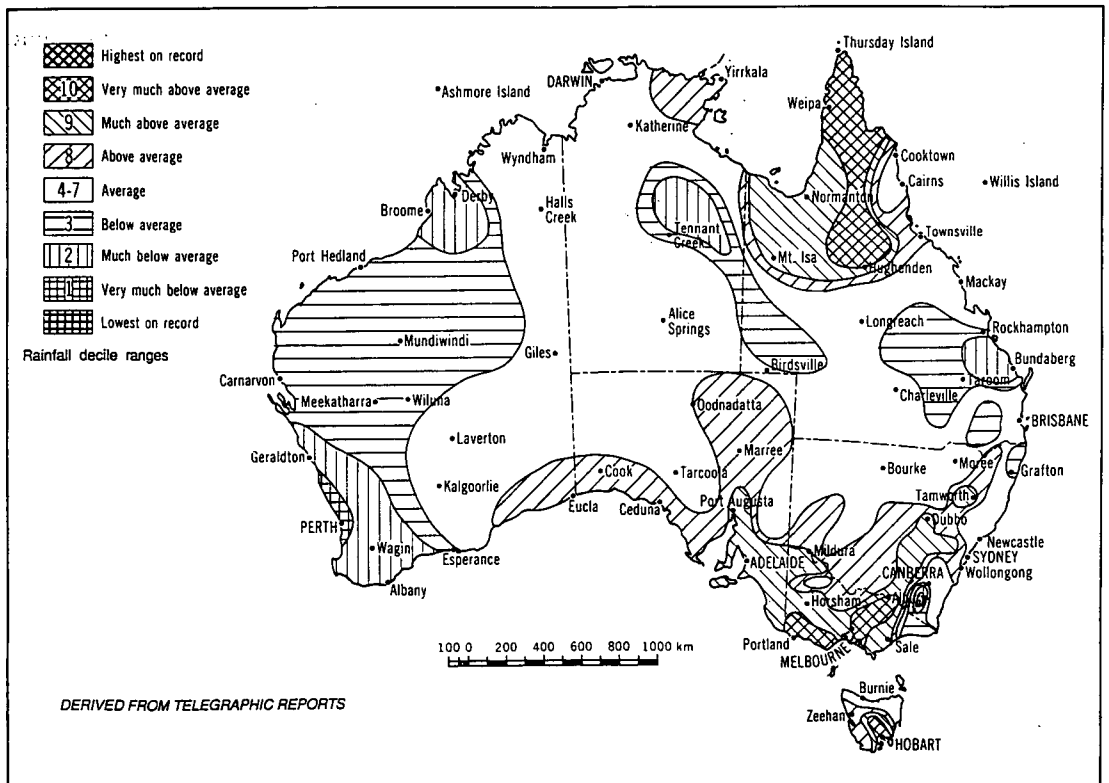 Highest on record
10 Very much above average
9 Much above average
8 Above average
4-7 Average
3 Below average
2 Much below average
1 Very much below average
Lowest on record
Rainfall decile ranges
Thursday Island
Yirrkala
DARWIN
Ashmore Island
Weipa
Katherine
Wyndham
Cooktown
Cairns
Willis Island
Derby
Broome
Halls
Creek
Normanton
Tennant
Creek
Townsville
Port Hedland
Mt. Isa
Hughenden
Mackay
Mundiwindi
Alice
Springs
Longreach
Rockhampton
Giles
Birdsville
Bundaberg
Taroom
Carnarvon
Meekatharra
Wiluna
Oodnadatta
Charleville
BRISBANE
Laverton
Marree
Geraldton
Cook
Tarcoola
Bourke
Moree
Grafton
Kalgoorlie
Eucla
Ceduna
Port Augusta
Tamworth
Dubbo
PERTH
Wagin
Esperance
Mildura
Newcastle
SYDNEY
Wollongong
ADELAIDE
CANBERRA
Albany
Horsham
Portland
MELBOURNE
Sale
100 0 200 400 600 800 1000 km
Burnie
Zeehan
HOBART
DERIVED FROM TELEGRAPHIC REPORTS